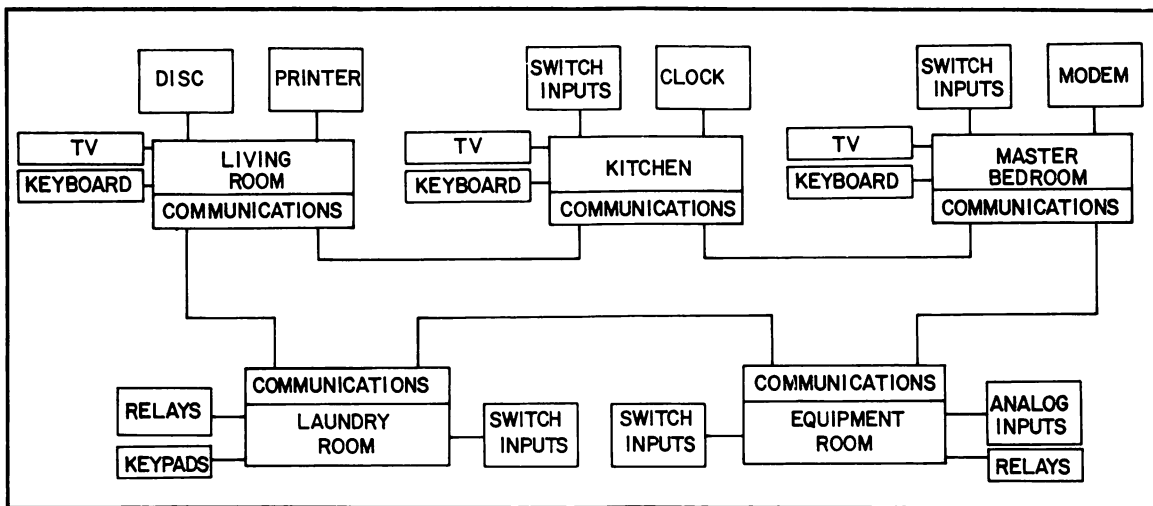 DISC
PRINTER
SWITCH
INPUTS
CLOCK
SWITCH
INPUTS
MODEM
TV
KEYBOARD
LIVING
ROOM
COMMUNICATIONS
TV
KEYBOARD
KITCHEN
COMMUNICATIONS
TV
KEYBOARD
MASTER
BEDROOM
COMMUNICATIONS
RELAYS
KEYPADS
COMMUNICATIONS
LAUNDRY
ROOM
SWITCH
INPUTS
SWITCH
INPUTS
COMMUNICATIONS
EQUIPMENT
ROOM
ANALOG
INPUTS
RELAYS